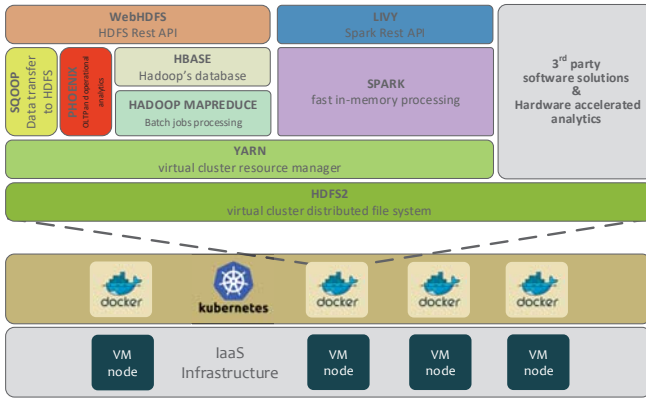 WebHDFS
HDFS Rest API
LIVY
Spark Rest API
SQOOP
Data transfer
to HDFS
PHOENIX
OLTP and operational
analytics
HBASE
Hadoop's database
HADOOP MAPREDUCE
Batch jobs processing
SPARK
fast in-memory processing
3rd party
software solutions
&
Hardware accelerated
analytics
YARN
virtual cluster resource manager
HDFS2
virtual cluster distributed file system
docker
kubernetes
docker
docker
docker
VM
node
IaaS
Infrastructure
VM
node
VM
node
VM
node